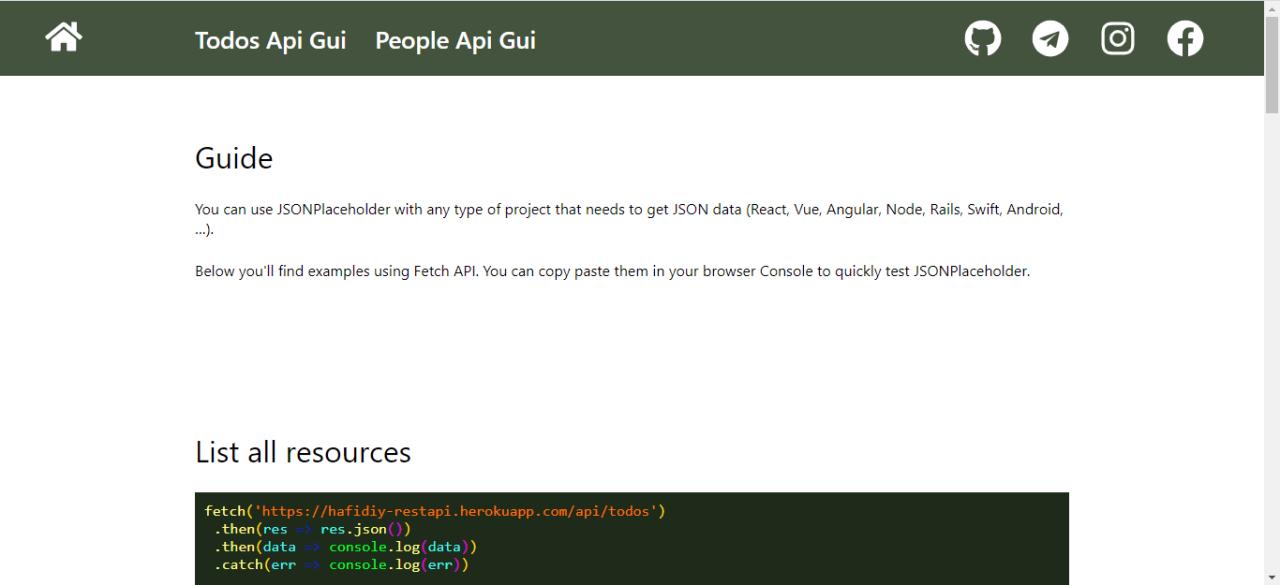 Todos Api Gui People Api Gui
Guide
You can use JSONPlaceholder with any type of project that needs to get JSON data (React, Vue, Angular, Node, Rails, Swift, Android,
...).
Below you'll find examples using Fetch API. You can copy paste them in your browser Console to quickly test JSONPlaceholder.
List all resources
fetch('https://hafidiy-restapi.herokuapp.com/api/todos')
.then(res => res.json())
.then(data => console.log(data))
.catch(err => console.log(err))